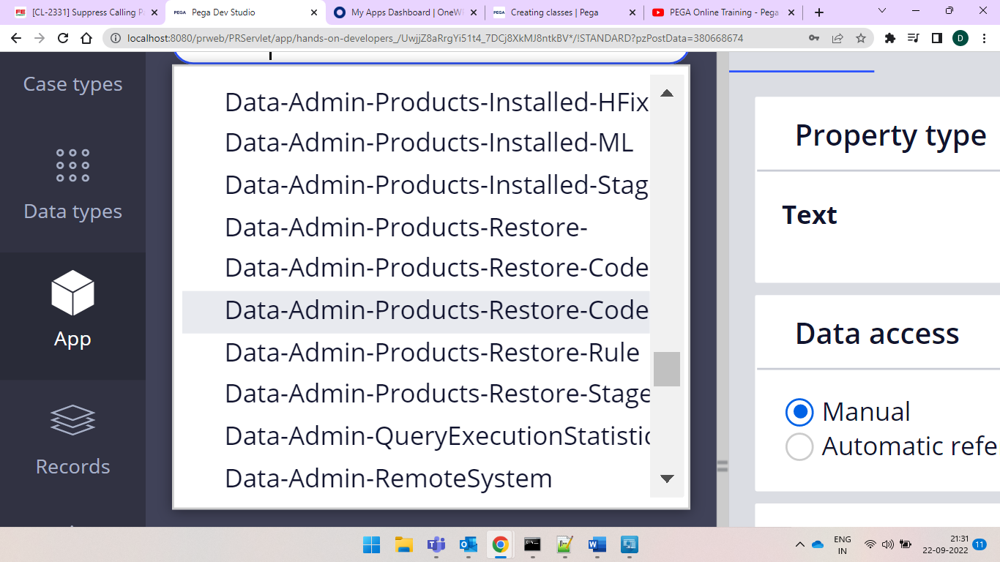 [CL-2331] Suppress Calling P
PEGA Pega Dev Studio
My Apps Dashboard | OneW
PEGA Creating classes | Pega
PEGA Online Training - Pega
localhost:8080/prweb/PRServlet/app/hands-on-developers_/UwjjZ8aRrgYi51t4_7DCj8XkMJ8ntkBV*/!STANDARD?pzPostData=380668674
D
Case types
Data types
App
Records
Data-Admin-Products-Installed-HFix
Data-Admin-Products-Installed-ML
Data-Admin-Products-Installed-Stag
Data-Admin-Products-Restore-
Data-Admin-Products-Restore-Code
Data-Admin-Products-Restore-Code
Data-Admin-Products-Restore-Rule
Data-Admin-Products-Restore-Stage
Data-Admin-QueryExecutionStatistic
Data-Admin-RemoteSystem
Property type
Text
Data access
Manual
Automatic refe
ENG
IN
21:31
22-09-2022
11